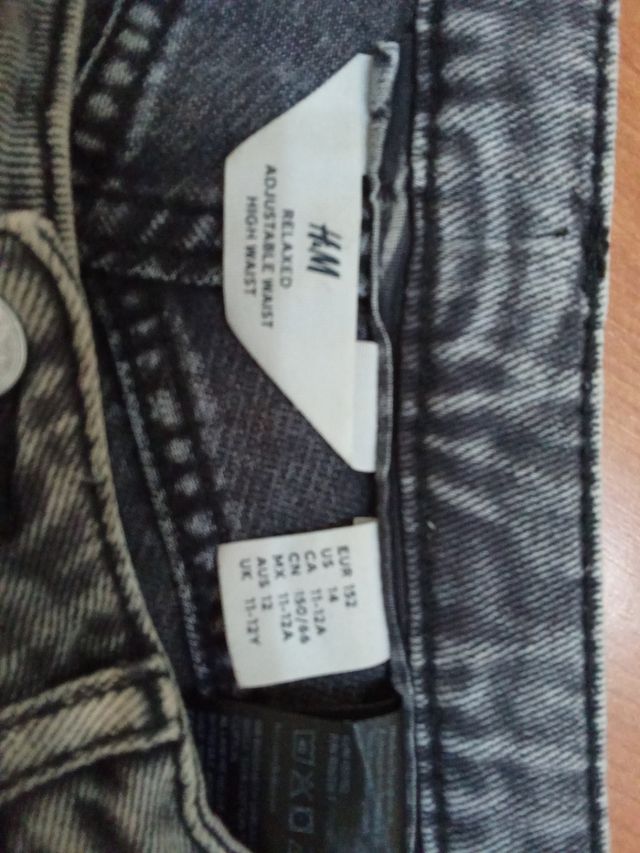 H&M
RELAXED
ADJUSTABLE WAIST
HIGH WAIST
EUR 152
US 14
CA 11-12A
CN 150/66
MX 11-12A
AUS 12
UK 11-12Y